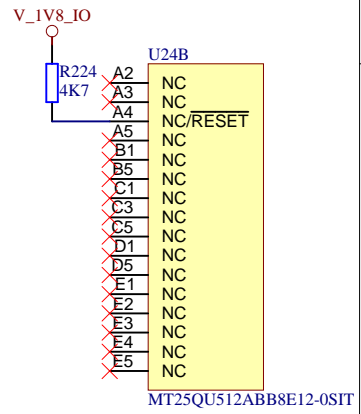 V_1V8_IO
R224
4K7
U24B
A2 NC
A3 NC
A4 NC/RESET
A5 NC
B1 NC
B5 NC
C1 NC
C3 NC
C5 NC
D1 NC
D5 NC
E1 NC
E2 NC
E3 NC
E4 NC
E5 NC
MT25QU512ABB8E12-0SIT